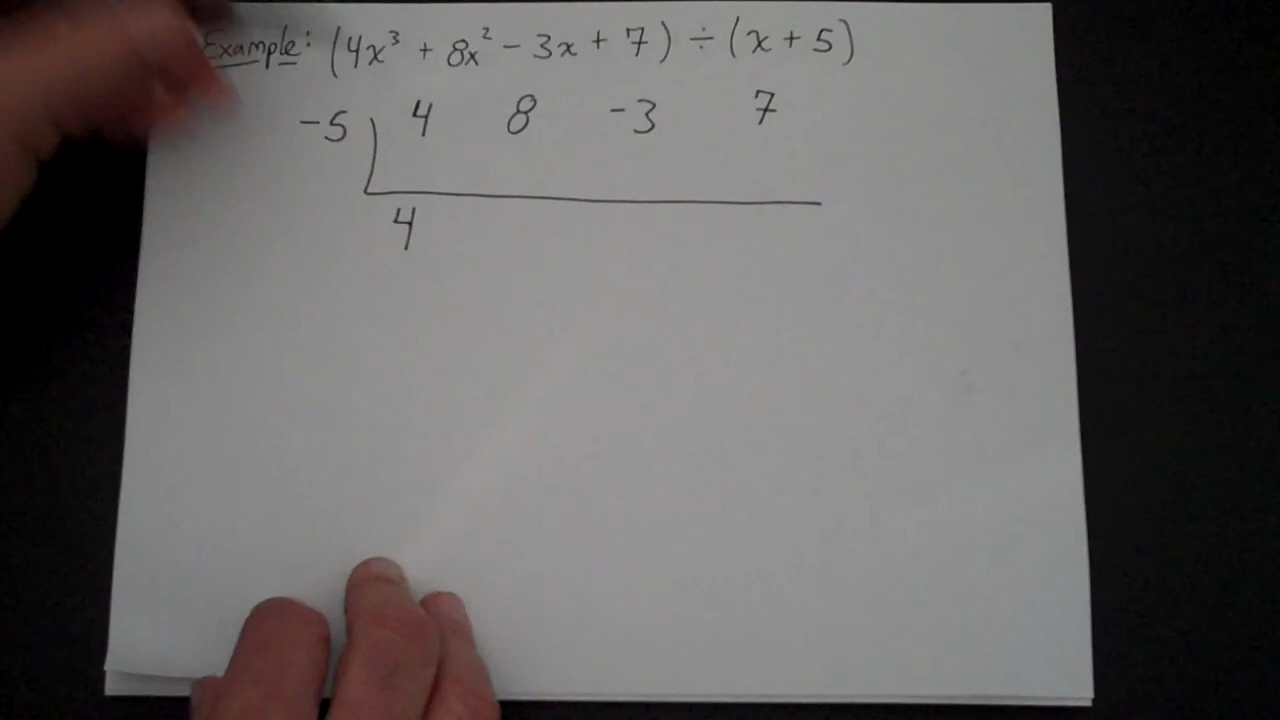 Example: (4x³ + 8x² - 3x + 7) ÷ (x + 5)
-5 4 8 -3 7
4